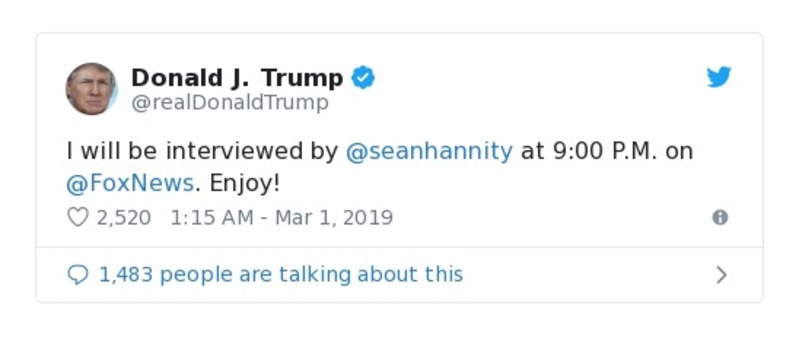 Donald J. Trump
@realDonaldTrump
I will be interviewed by @seanhannity at 9:00 P.M. on
@FoxNews. Enjoy!
2,520 1:15 AM - Mar 1, 2019
1,483 people are talking about this